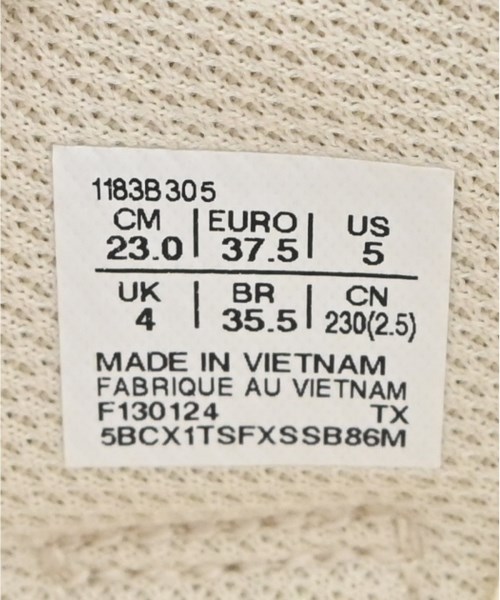 1183B305
CM | EURO | US
23.0 | 37.5 | 5
UK | BR | CN
4 | 35.5 | 230(2.5)
MADE IN VIETNAM
FABRIQUE AU VIETNAM
F130124 TX
5BCX1TSFXSSB86M